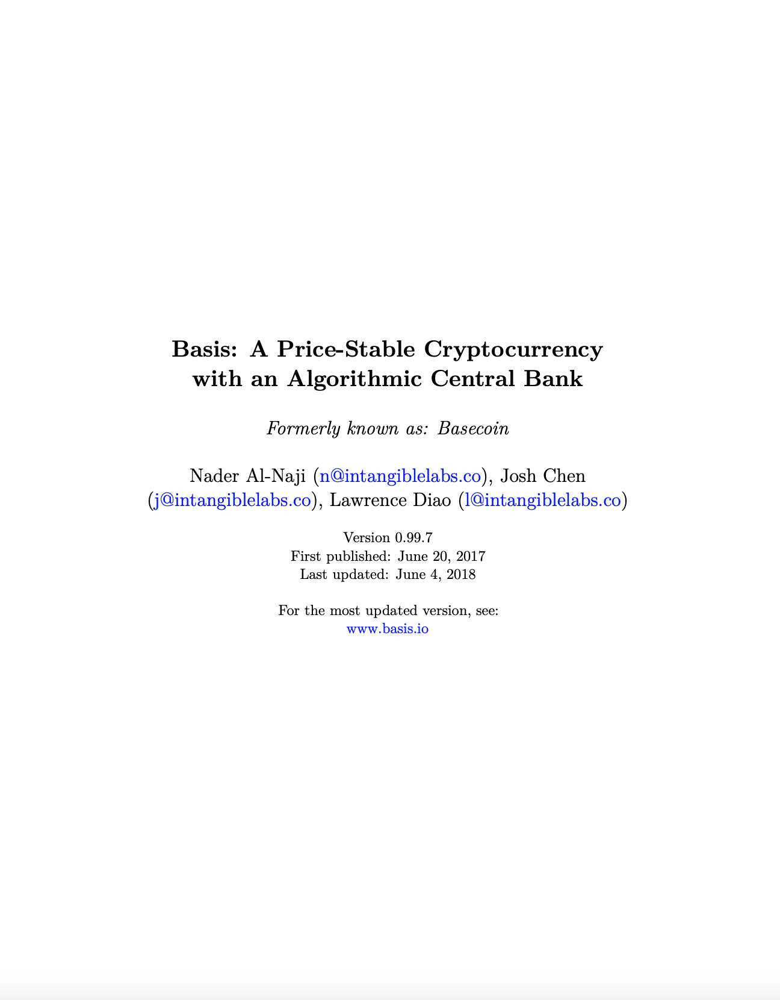 Basis: A Price-Stable Cryptocurrency
with an Algorithmic Central Bank
Formerly known as: Basecoin
Nader Al-Naji (n@intangiblelabs.co), Josh Chen
(j@intangiblelabs.co), Lawrence Diao (l@intangiblelabs.co)
Version 0.99.7
First published: June 20, 2017
Last updated: June 4, 2018
For the most updated version, see:
www.basis.io